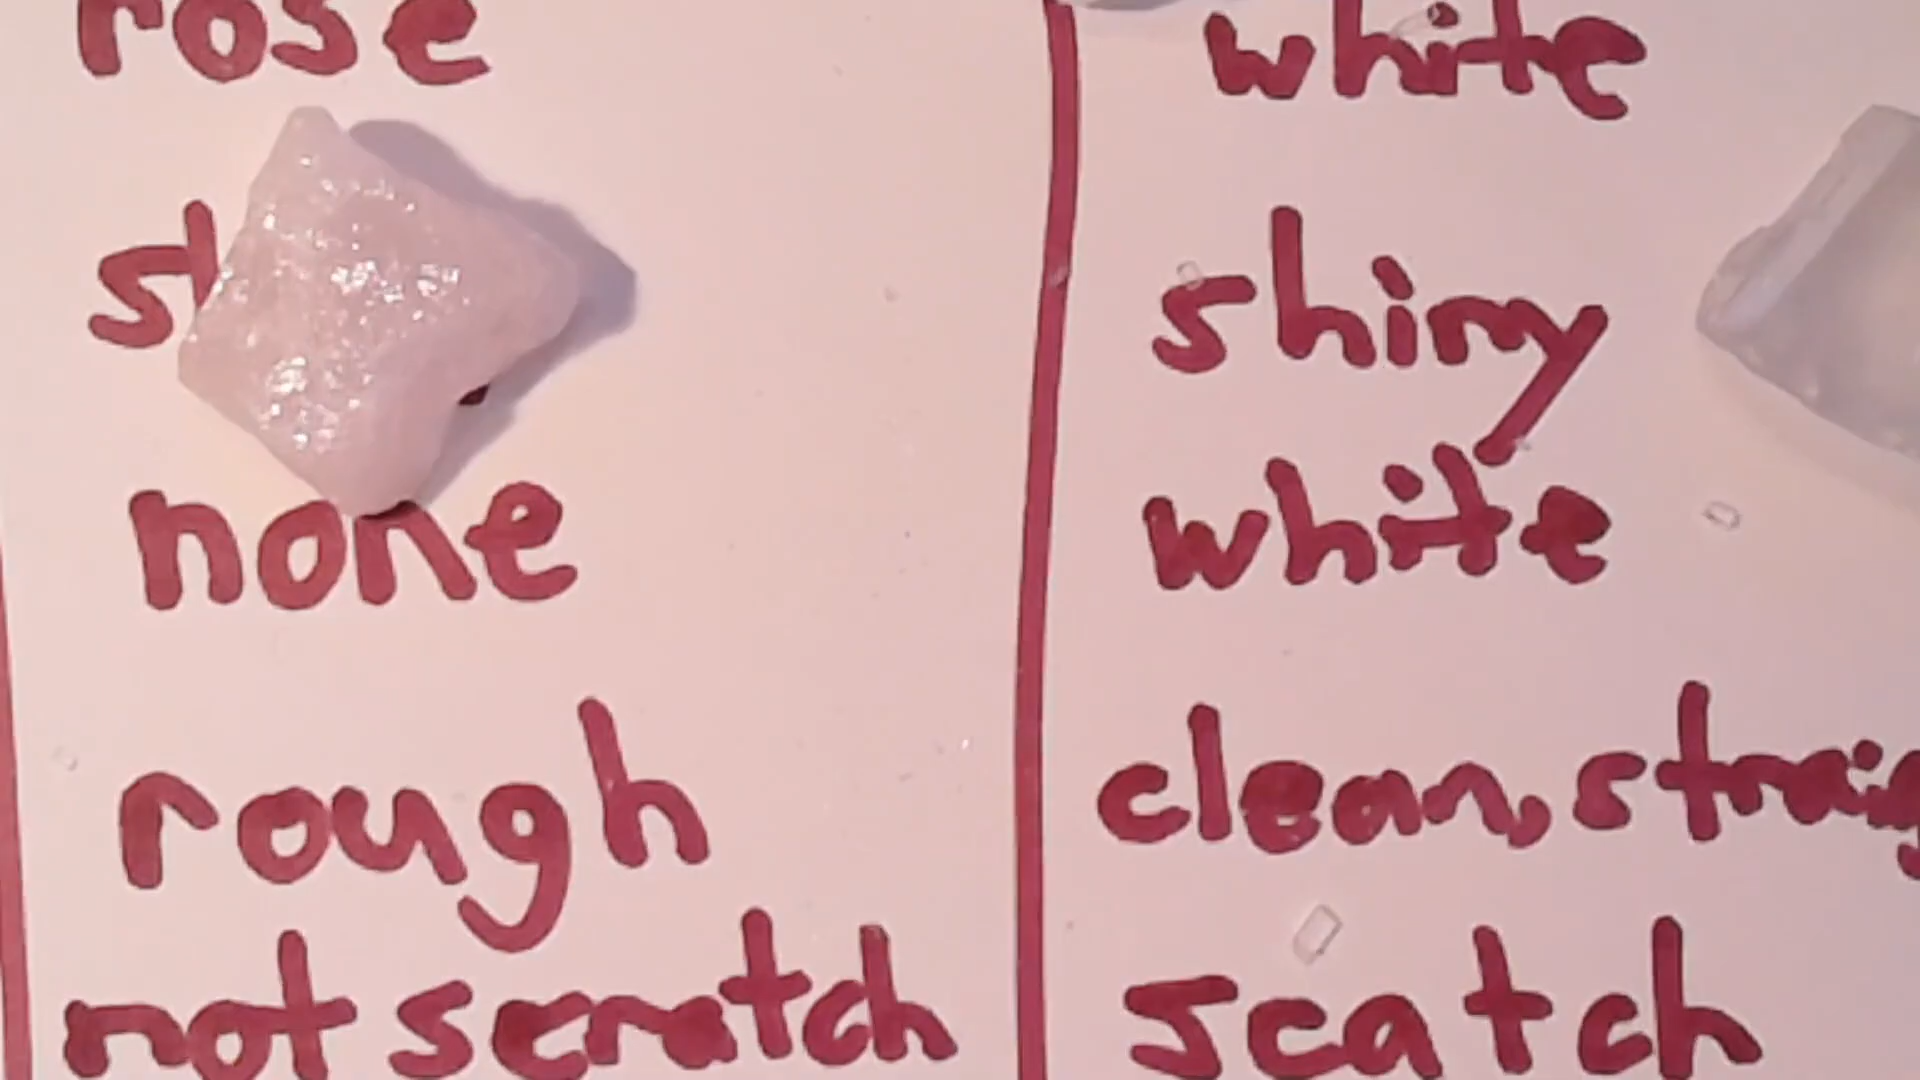 rose
none
rough
not scratch
white
shiny
white
clean, straig
scatch